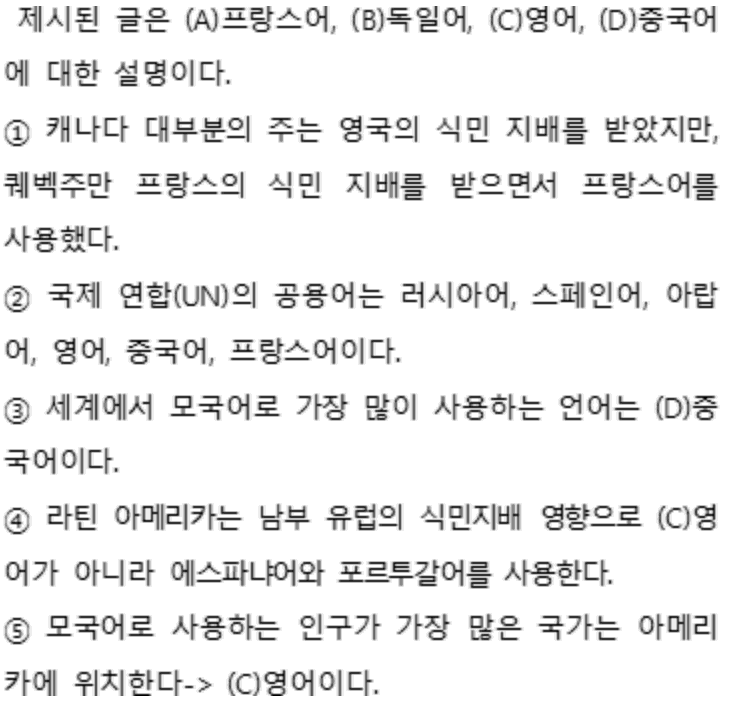 제시된 글은 (A)프랑스어, (B)독일어, (C)영어, (D)중국어
에 대한 설명이다.
① 캐나다 대부분의 주는 영국의 식민 지배를 받았지만,
퀘벡주만 프랑스의 식민 지배를 받으면서 프랑스어를
사용했다.
② 국제 연합(UN)의 공용어는 러시아어, 스페인어, 아랍
어, 영어, 중국어, 프랑스어이다.
③ 세계에서 모국어로 가장 많이 사용하는 언어는 (D)중
국어이다.
④ 라틴 아메리카는 남부 유럽의 식민지배 영향으로 (C)영
어가 아니라 에스파냐어와 포르투갈어를 사용한다.
⑤ 모국어로 사용하는 인구가 가장 많은 국가는 아메리
카에 위치한다-> (C)영어이다.